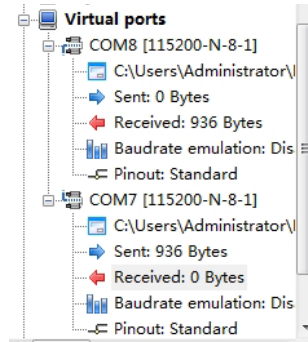 Virtual ports
COM8 [115200-N-8-1]
C:\Users\Administrator\
Sent: 0 Bytes
Received: 936 Bytes
Baudrate emulation: Dis
Pinout: Standard
COM7 [115200-N-8-1]
C:\Users\Administrator\
Sent: 936 Bytes
Received: 0 Bytes
Baudrate emulation: Dis
Pinout: Standard